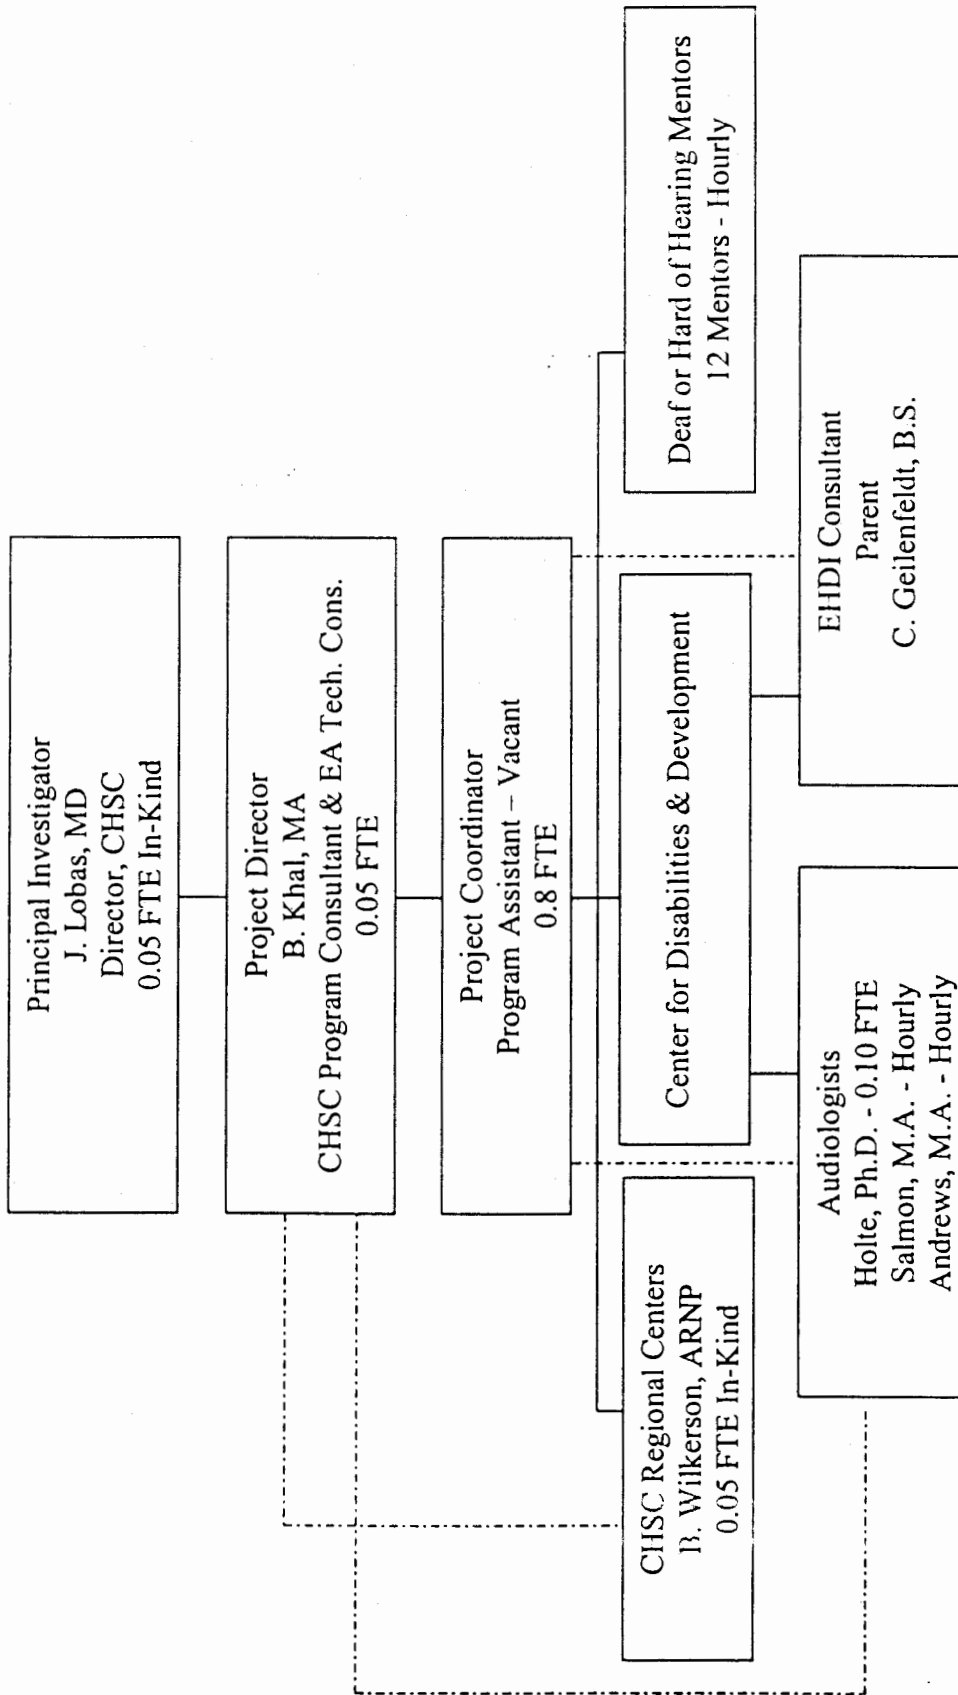 Principal Investigator
J. Lobas, MD
Director, CHSC
0.05 FTE In-Kind
Project Director
B. Khal, MA
CHSC Program Consultant & EA Tech. Cons.
0.05 FTE
Project Coordinator
Program Assistant – Vacant
0.8 FTE
CHSC Regional Centers
B. Wilkerson, ARNP
0.05 FTE In-Kind
Center for Disabilities & Development
Deaf or Hard of Hearing Mentors
12 Mentors - Hourly
Audiologists
Holte, Ph.D. - 0.10 FTE
Salmon, M.A. - Hourly
Andrews, M.A. - Hourly
EHDI Consultant
Parent
C. Geilenfeldt, B.S.